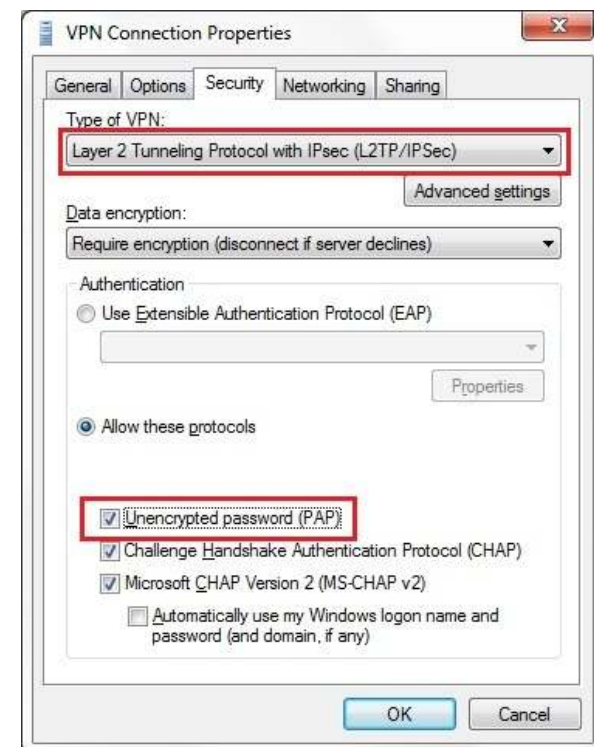 VPN Connection Properties
General Options Security Networking Sharing
Type of VPN:
Layer 2 Tunneling Protocol with IPsec (L2TP/IPSec)
Advanced settings
Data encryption:
Require encryption (disconnect if server declines)
Authentication
Use Extensible Authentication Protocol (EAP)
Properties
Allow these protocols
Unencrypted password (PAP)
Challenge Handshake Authentication Protocol (CHAP)
Microsoft CHAP Version 2 (MS-CHAP v2)
Automatically use my Windows logon name and
password (and domain, if any)
OK Cancel